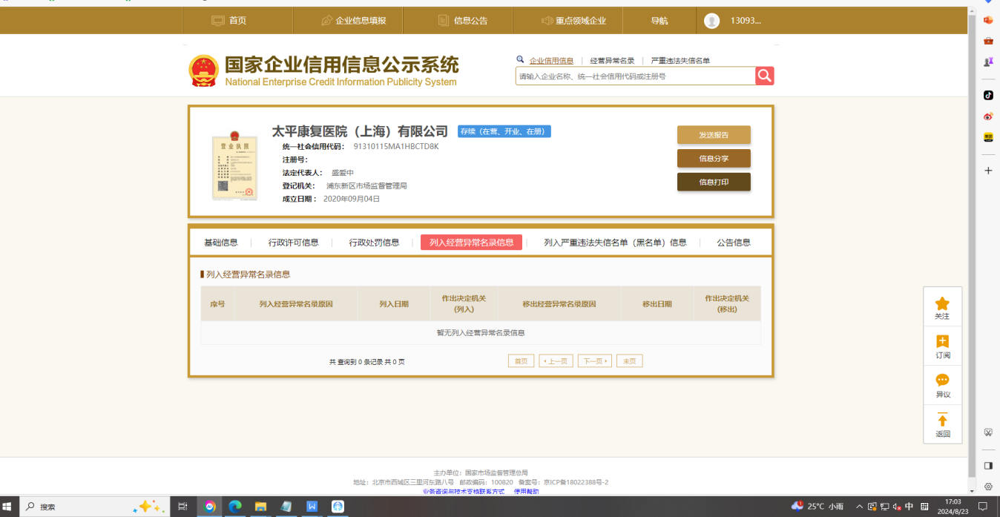 首页
企业信息填报
信息公告
重点领域企业
导航
13093...
国家企业信用信息公示系统
National Enterprise Credit Information Publicity System
企业信用信息
经营异常名录
严重违法失信名单
请输入企业名称、统一社会信用代码或注册号
营业执照
太平康复医院（上海）有限公司
存续（在营、开业、在册）
统一社会信用代码： 91310115MA1HBCTD8K
注册号：
法定代表人： 盛爱中
登记机关： 浦东新区市场监督管理局
成立日期： 2020年09月04日
发送报告
信息分享
信息打印
基础信息
行政许可信息
行政处罚信息
列入经营异常名录信息
列入严重违法失信名单（黑名单）信息
公告信息
列入经营异常名录信息
序号
列入经营异常名录原因
列入日期
作出决定机关
(列入)
移出经营异常名录原因
移出日期
作出决定机关
(移出)
暂无列入经营异常名录信息
共 查询到 0 条记录 共 0 页
首页
上一页
下一页
末页
关注
订阅
异议
返回
主办单位：国家市场监督管理总局
地址：北京市西城区三里河东路八号 邮政编码：100820 备案号：京ICP备18022388号-2
业务咨询与技术支持联系方式 使用帮助
搜索
25°C 小雨
中
17:03
2024/8/23